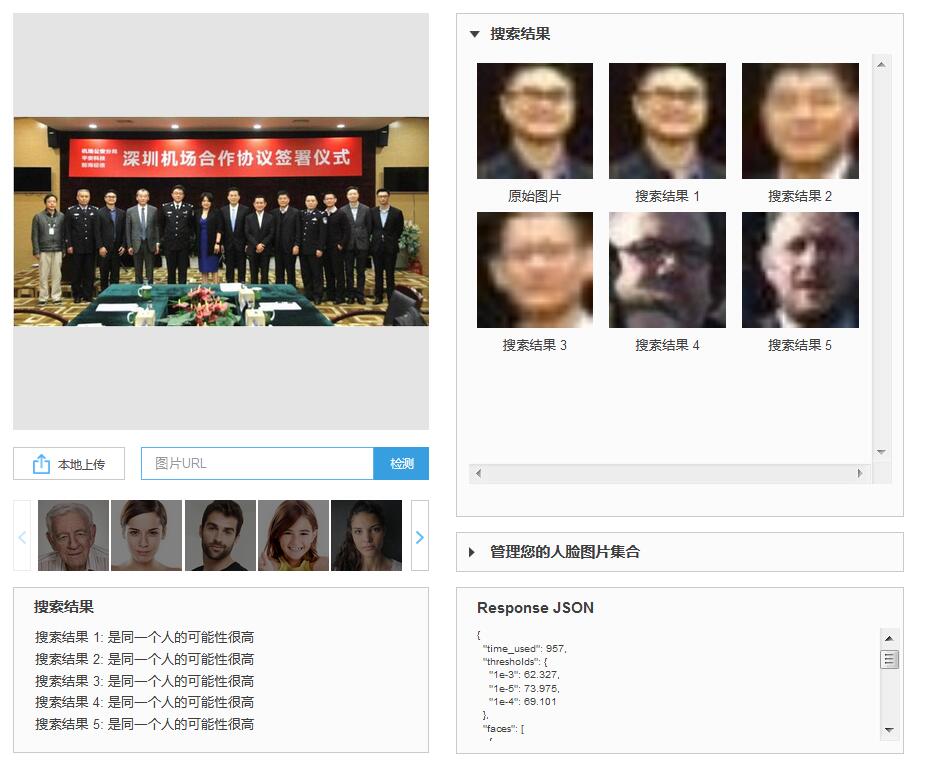 机场公安分局
平安科技
前海征信
深圳机场合作协议签署仪式
本地上传
图片URL
检测
搜索结果
搜索结果 1: 是同一个人的可能性很高
搜索结果 2: 是同一个人的可能性很高
搜索结果 3: 是同一个人的可能性很高
搜索结果 4: 是同一个人的可能性很高
搜索结果 5: 是同一个人的可能性很高
搜索结果
原始图片
搜索结果 1
搜索结果 2
搜索结果 3
搜索结果 4
搜索结果 5
管理您的人脸图片集合
Response JSON
{
"time_used": 957,
"thresholds": {
"1e-3": 62.327,
"1e-5": 73.975,
"1e-4": 69.101
},
"faces": [
{